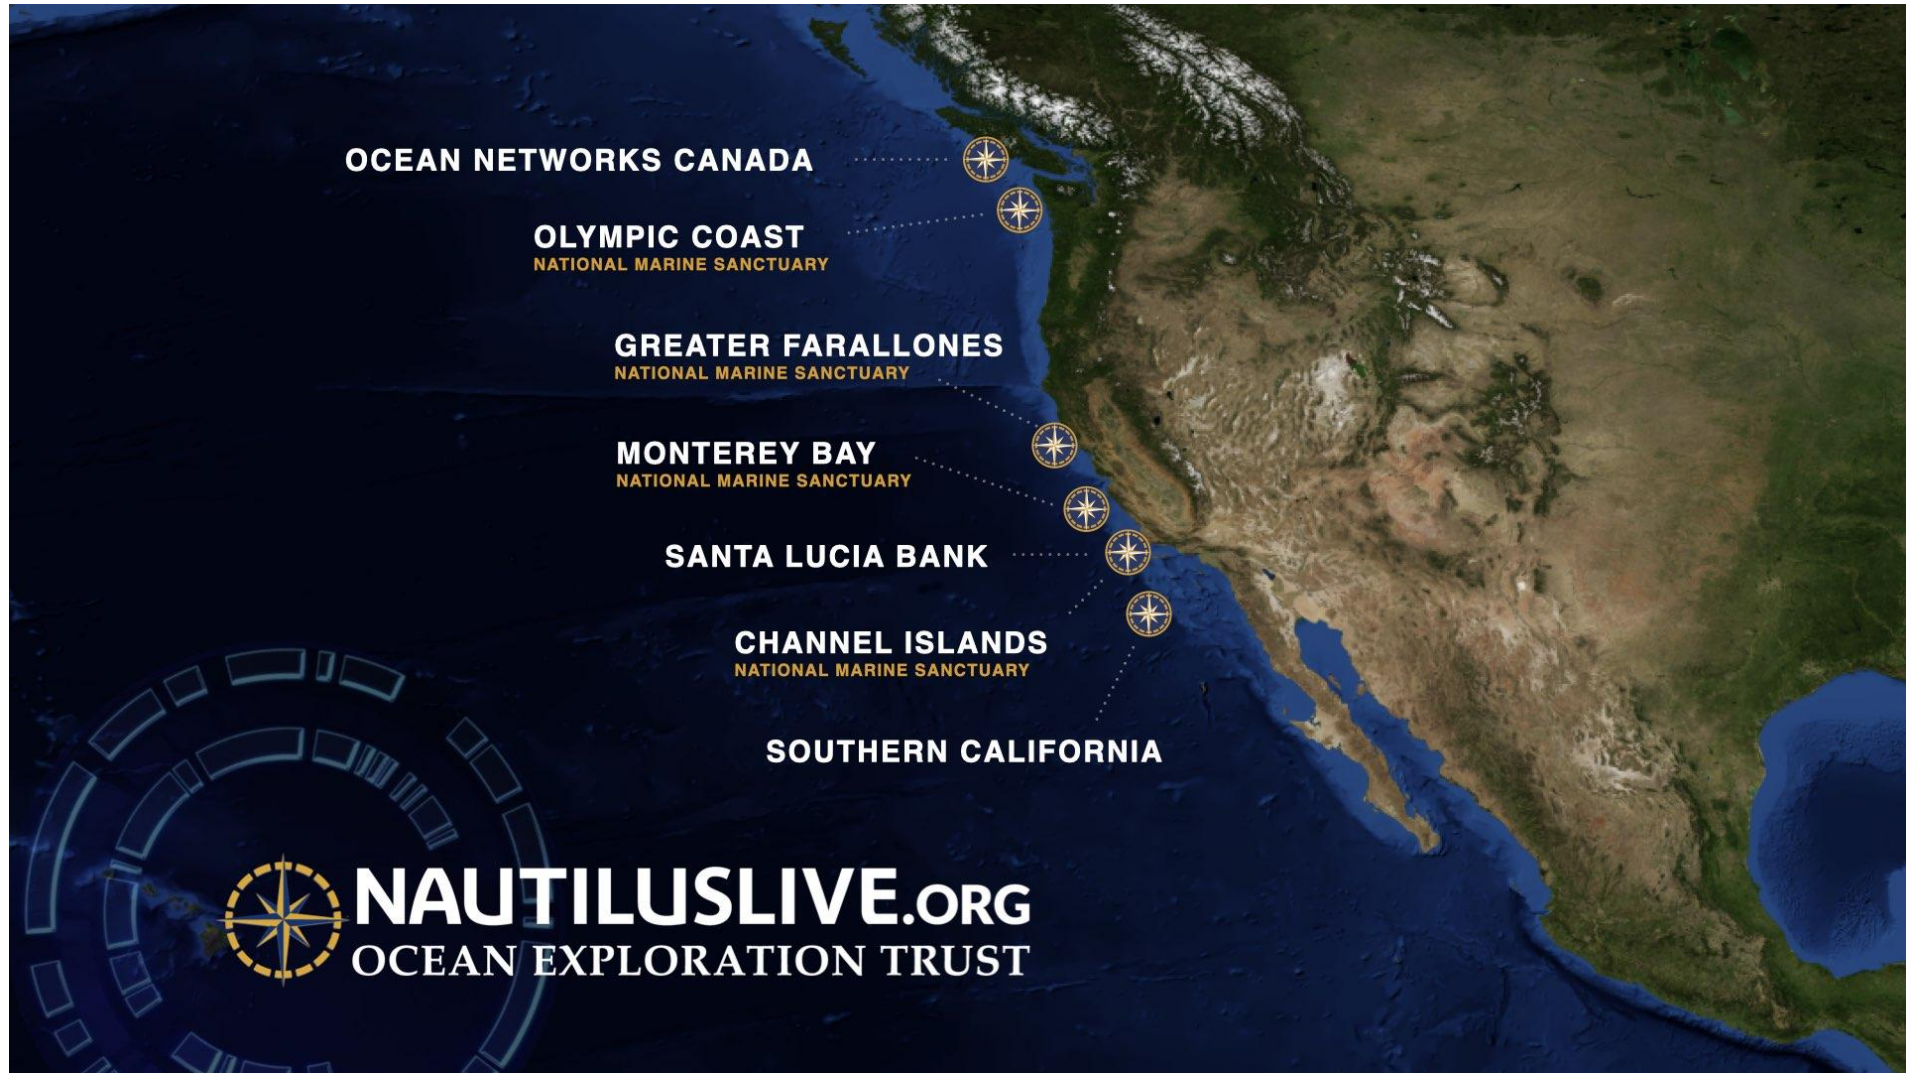 OCEAN NETWORKS CANADA
OLYMPIC COAST
NATIONAL MARINE SANCTUARY
GREATER FARALLONES
NATIONAL MARINE SANCTUARY
MONTEREY BAY
NATIONAL MARINE SANCTUARY
SANTA LUCIA BANK
CHANNEL ISLANDS
NATIONAL MARINE SANCTUARY
SOUTHERN CALIFORNIA
NAUTILUSLIVE.ORG
OCEAN EXPLORATION TRUST